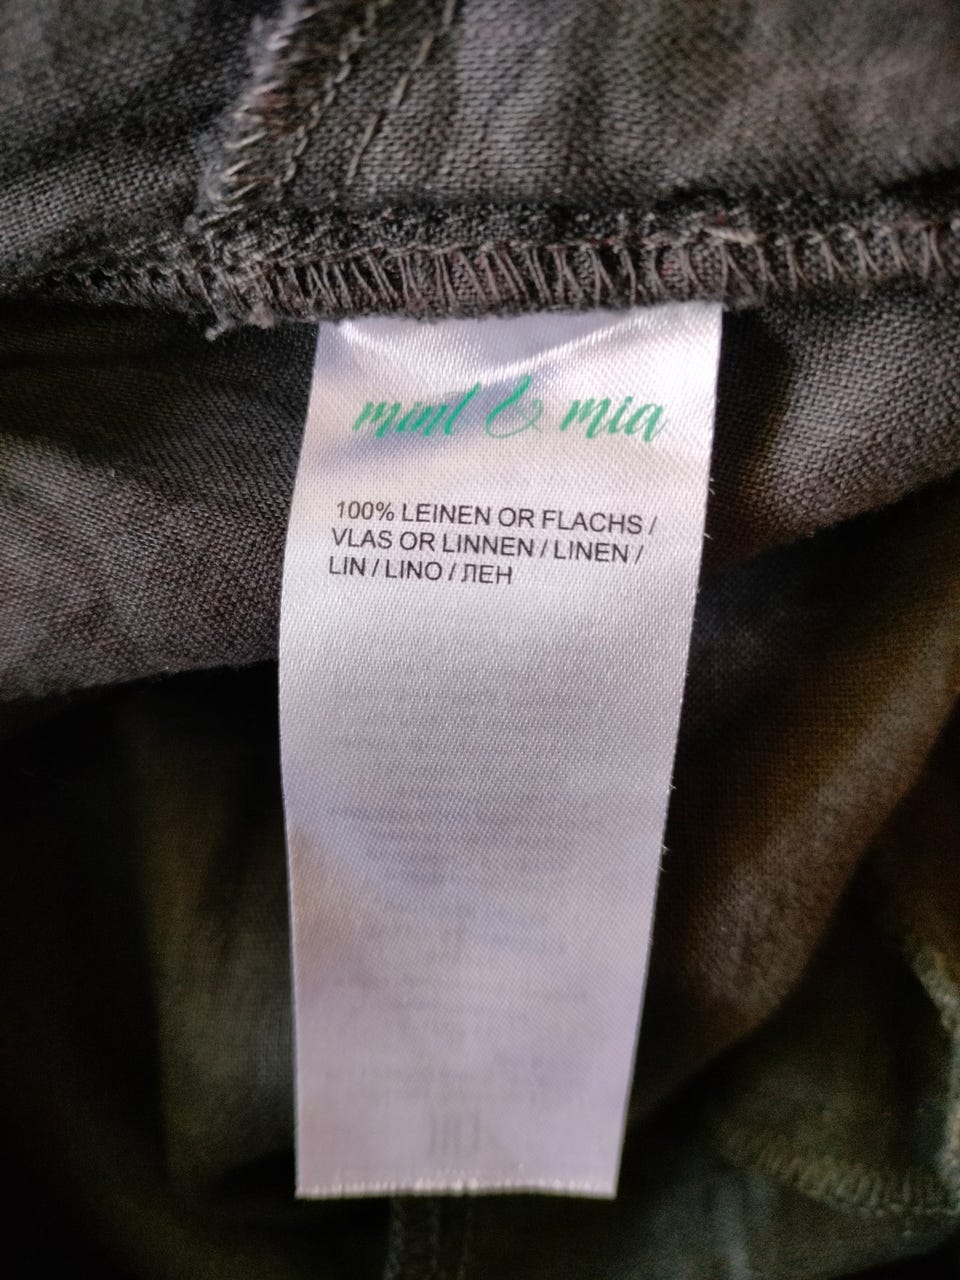 mint & mia
100% LEINEN OR FLACHS /
VLAS OR LINNEN / LINEN /
LIN / LINO / ЛЕН